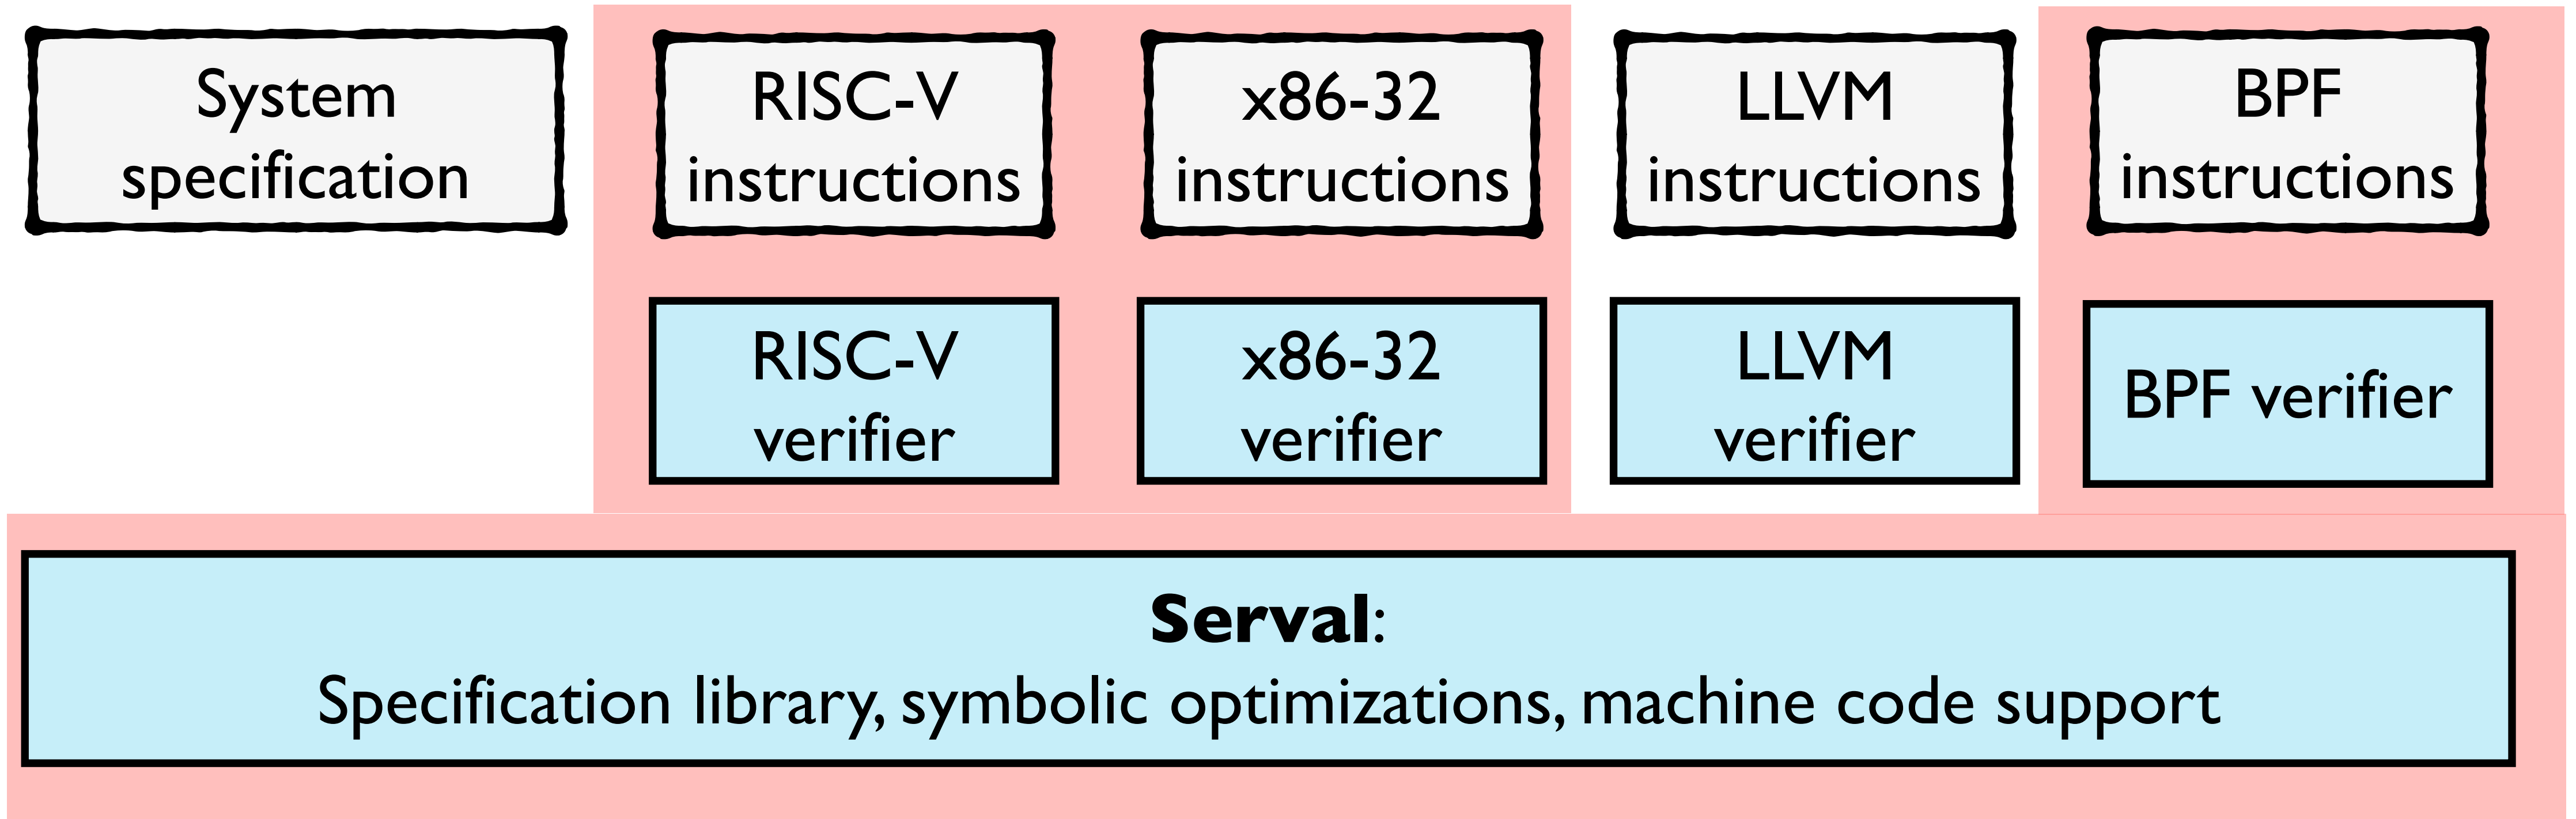 System
specification
RISC-V
instructions
x86-32
instructions
LLVM
instructions
BPF
instructions
RISC-V
verifier
x86-32
verifier
LLVM
verifier
BPF verifier
Serval:
Specification library, symbolic optimizations, machine code support